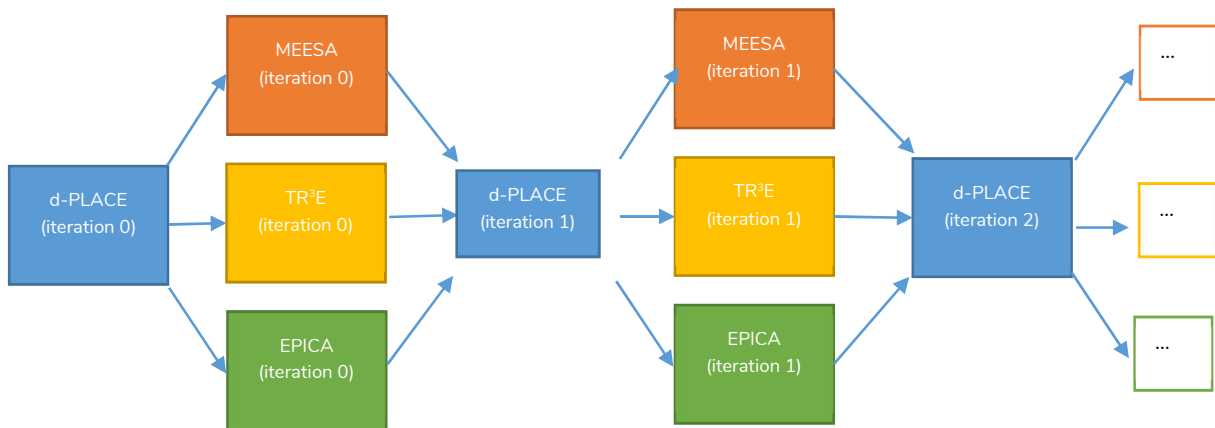 d-PLACE
(iteration 0)
MEESA
(iteration 0)
TR³E
(iteration 0)
EPICA
(iteration 0)
d-PLACE
(iteration 1)
MEESA
(iteration 1)
TR³E
(iteration 1)
EPICA
(iteration 1)
d-PLACE
(iteration 2)
...
...
...